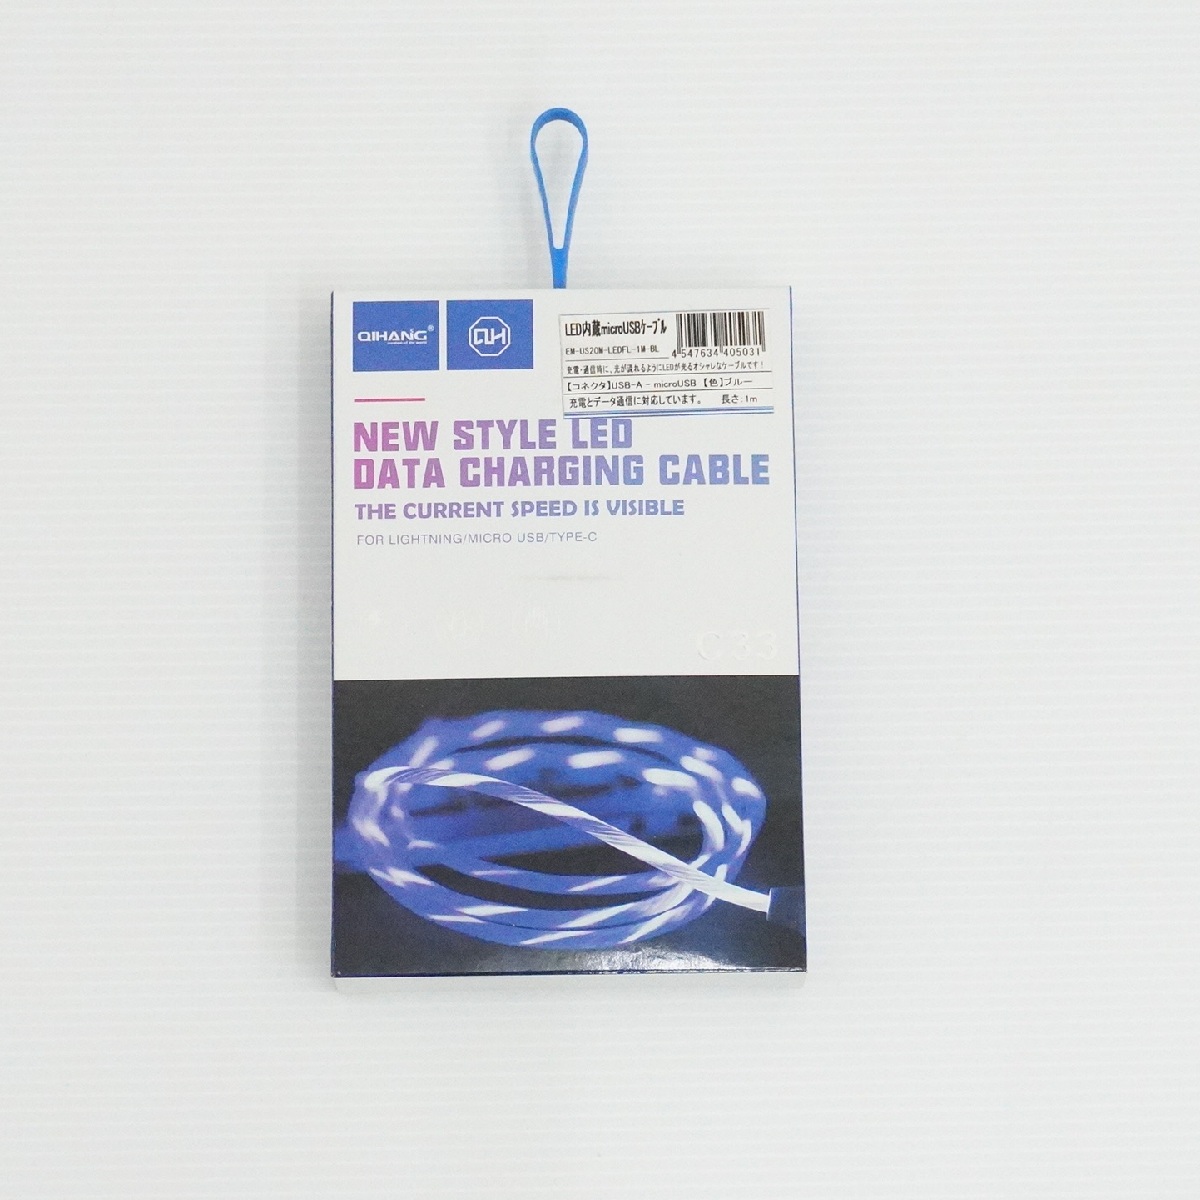 QIHANG®
QH
LED内蔵microUSBケーブル
EM-US2CM-LEDFL-1M-BL
4547634405031
充電・通信時に、光が流れるようにLEDが光るオシャレなケーブルです!
【コネクタ】USB-A - microUSB 【色】ブルー
充電とデータ通信に対応しています。 長さ:1m
NEW STYLE LED
DATA CHARGING CABLE
THE CURRENT SPEED IS VISIBLE
FOR LIGHTNING/MICRO USB/TYPE-C
C33